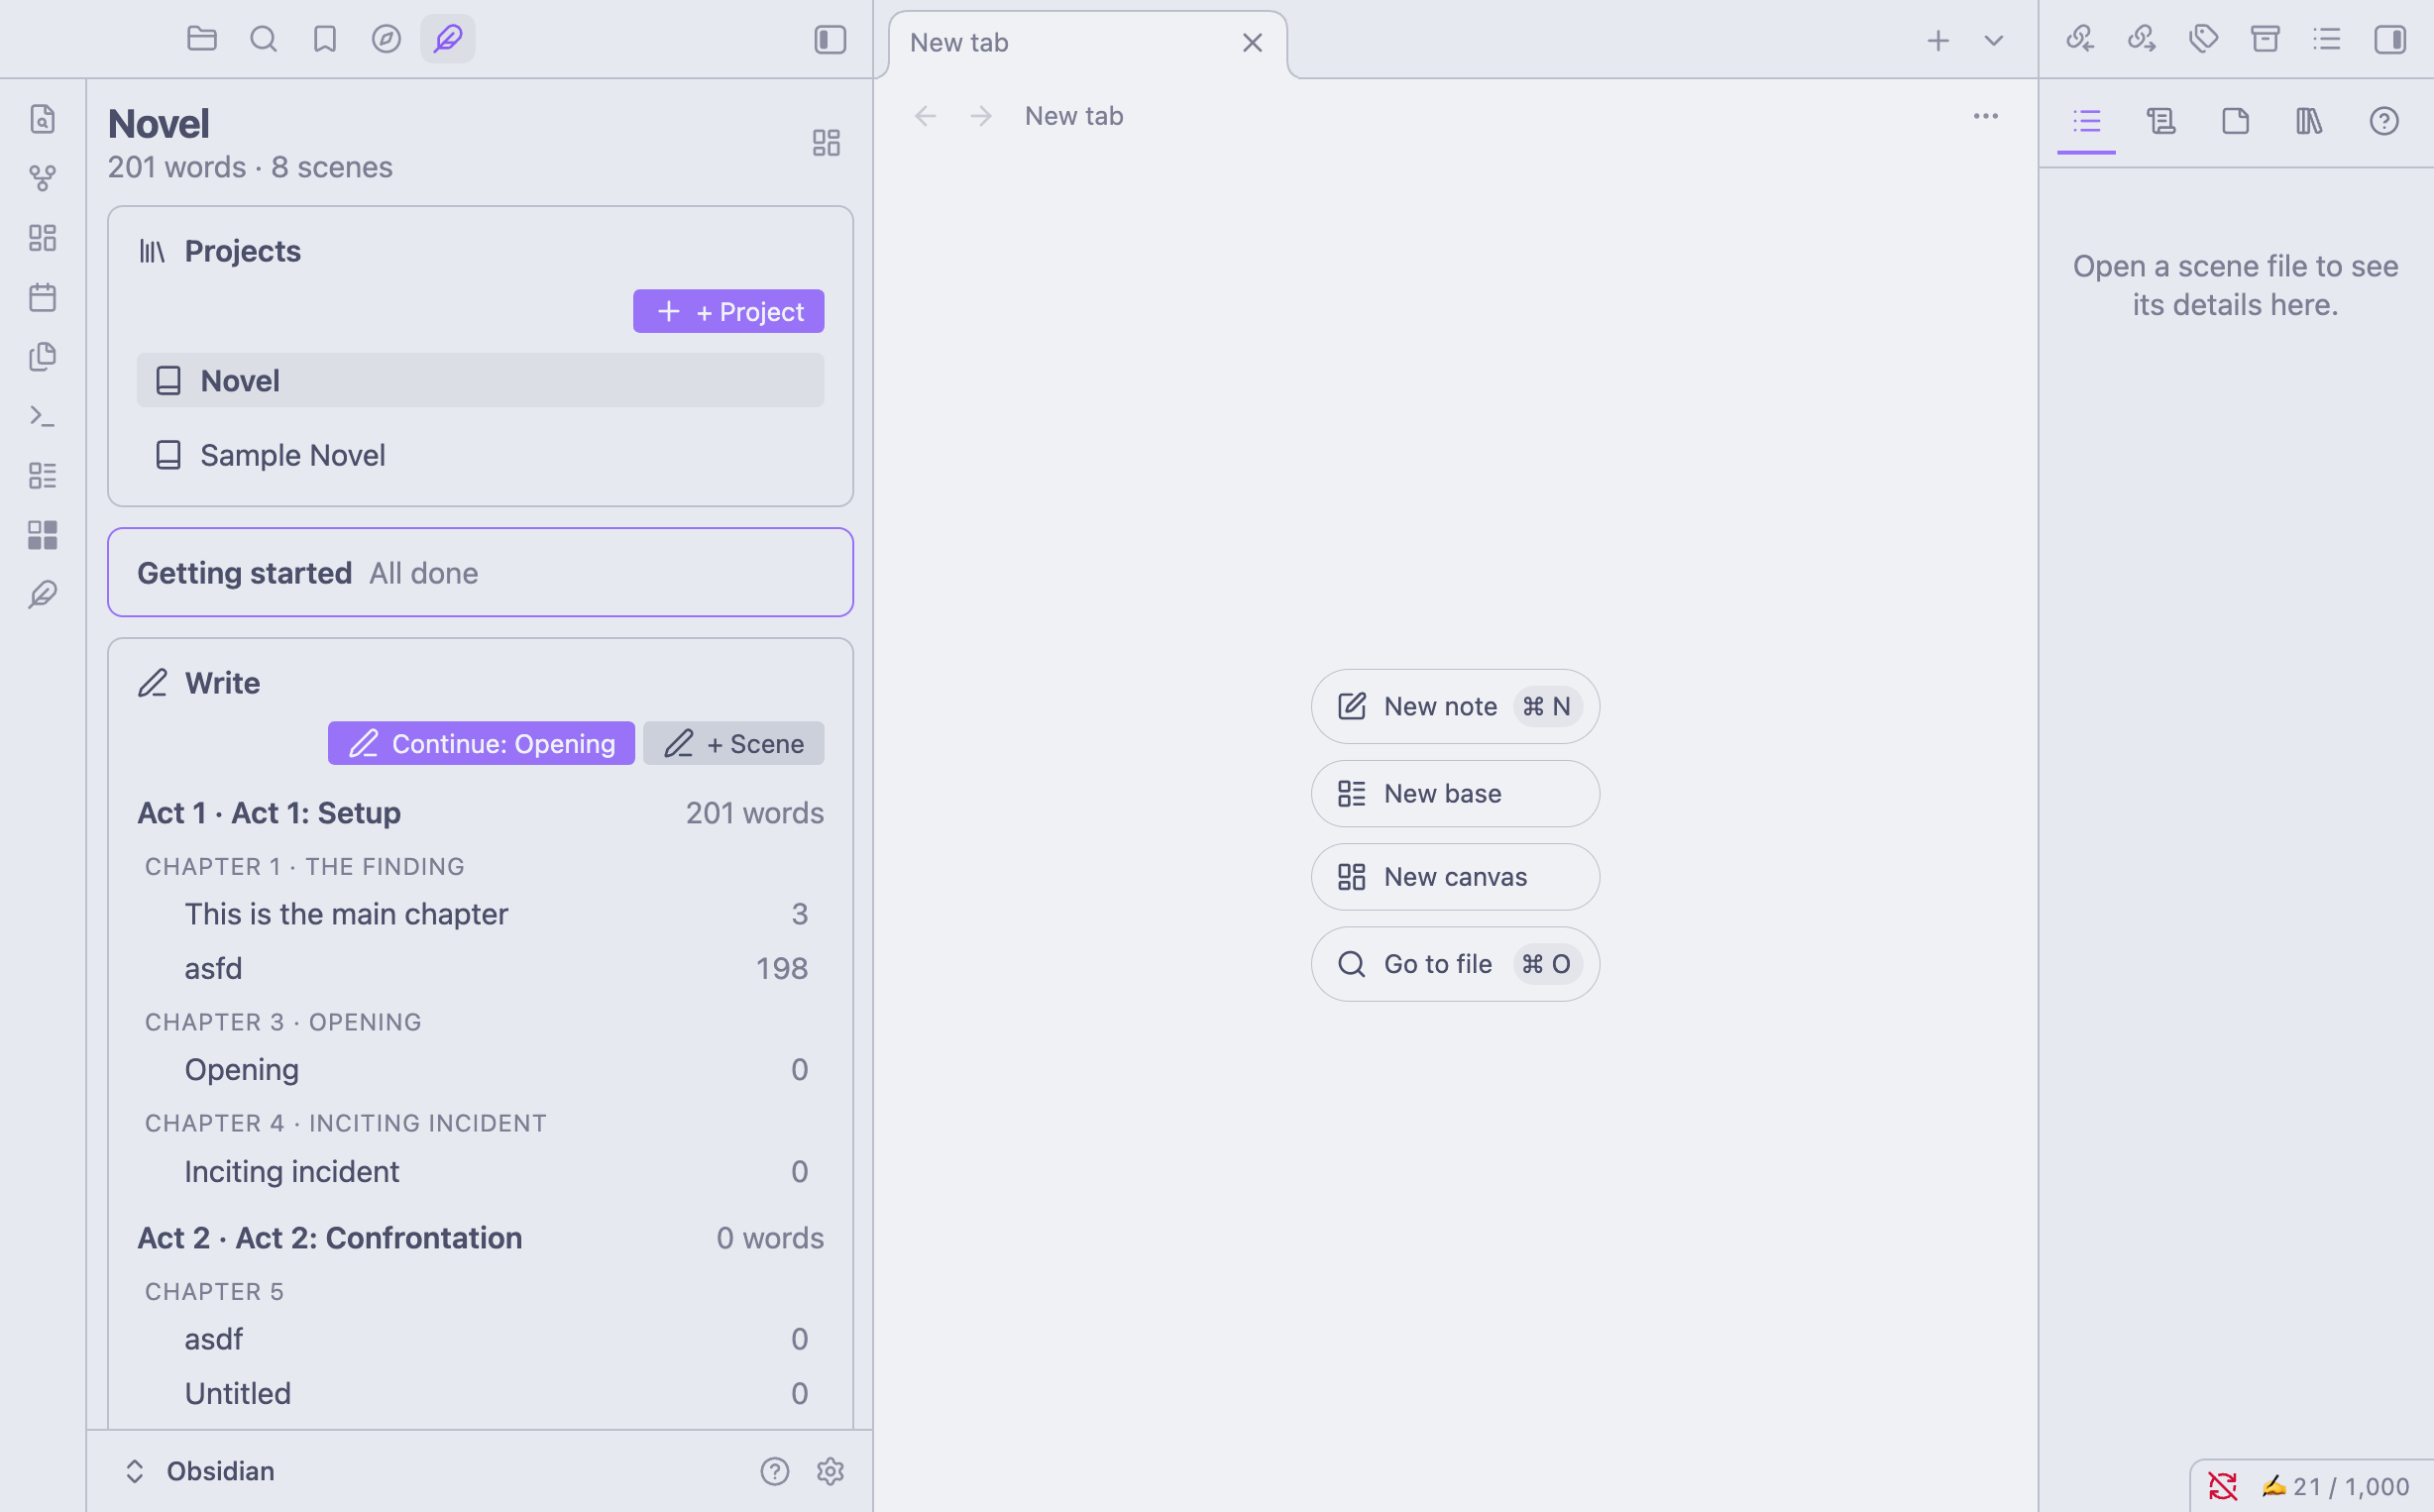 New tab
Novel
201 words · 8 scenes
Projects
+ Project
Novel
Sample Novel
Getting started All done
Write
Continue: Opening
+ Scene
Act 1 · Act 1: Setup 201 words
CHAPTER 1 · THE FINDING
This is the main chapter 3
asfd 198
CHAPTER 3 · OPENING
Opening 0
CHAPTER 4 · INCITING INCIDENT
Inciting incident 0
Act 2 · Act 2: Confrontation 0 words
CHAPTER 5
asdf 0
Untitled 0
Obsidian
New tab
New note ⌘ N
New base
New canvas
Go to file ⌘ O
Open a scene file to see
its details here.
✍️ 21 / 1,000